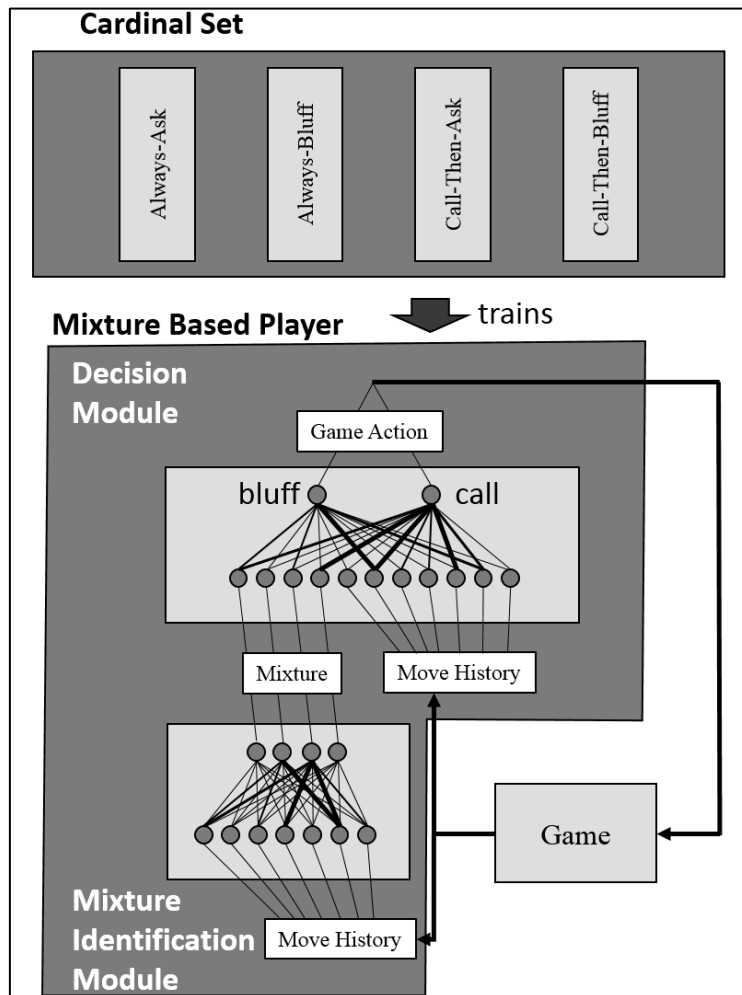 Cardinal Set
Always-Ask
Always-Bluff
Call-Then-Ask
Call-Then-Bluff
trains
Mixture Based Player
Decision
Module
Game Action
bluff
call
Mixture
Move History
Game
Mixture
Identification
Module
Move History